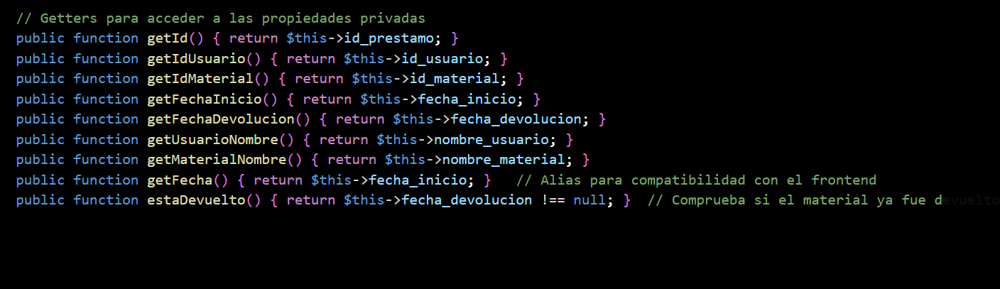 // Getters para acceder a las propiedades privadas
public function getId() { return $this->id_prestamo; }
public function getIdUsuario() { return $this->id_usuario; }
public function getIdMaterial() { return $this->id_material; }
public function getFechaInicio() { return $this->fecha_inicio; }
public function getFechaDevolucion() { return $this->fecha_devolucion; }
public function getUsuarioNombre() { return $this->nombre_usuario; }
public function getMaterialNombre() { return $this->nombre_material; }
public function getFecha() { return $this->fecha_inicio; }   // Alias para compatibilidad con el frontend
public function estaDevuelto() { return $this->fecha_devolucion !== null; }  // Comprueba si el material ya fue devuelto